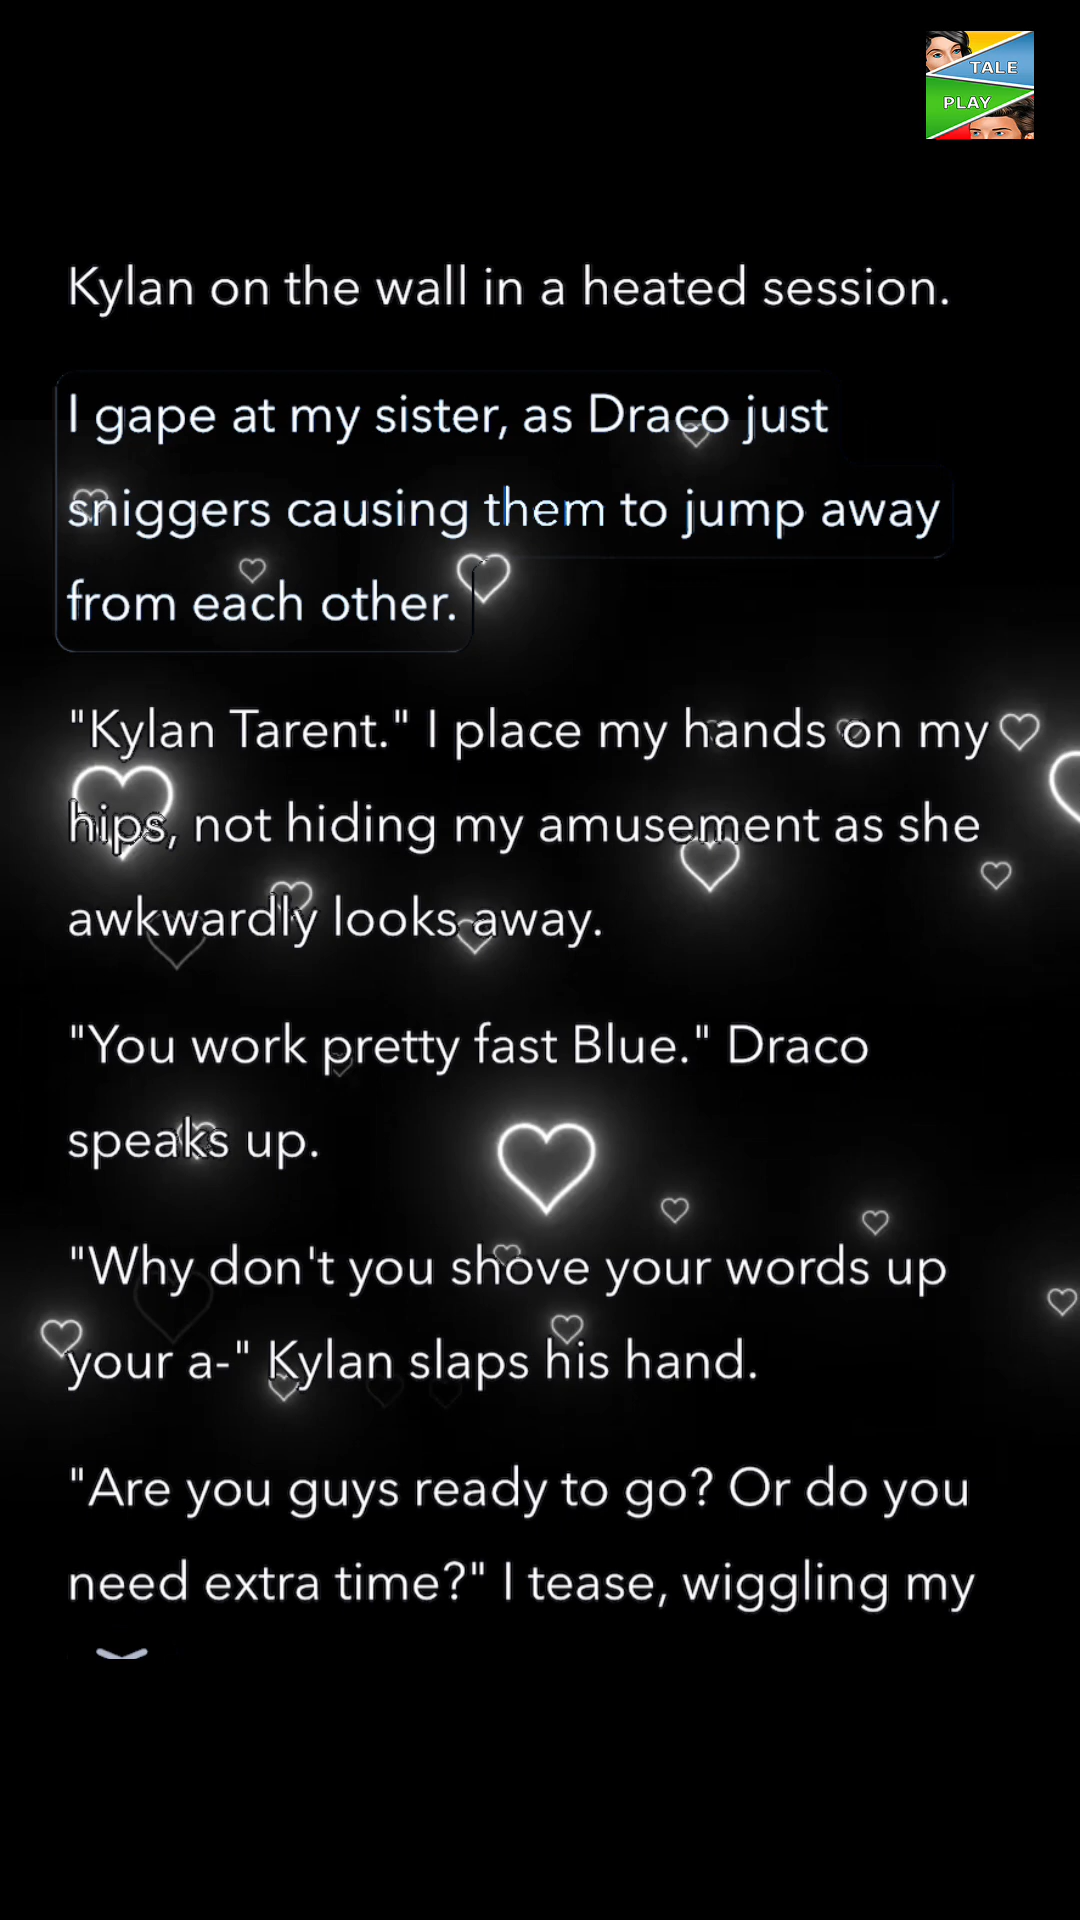 TALE
PLAY
Kylan on the wall in a heated session.
I gape at my sister, as Draco just
sniggers causing them to jump away
from each other.
"Kylan Tarent." I place my hands on my
hips, not hiding my amusement as she
awkwardly looks away.
"You work pretty fast Blue." Draco
speaks up.
"Why don't you shove your words up
your a-" Kylan slaps his hand.
"Are you guys ready to go? Or do you
need extra time?" I tease, wiggling my